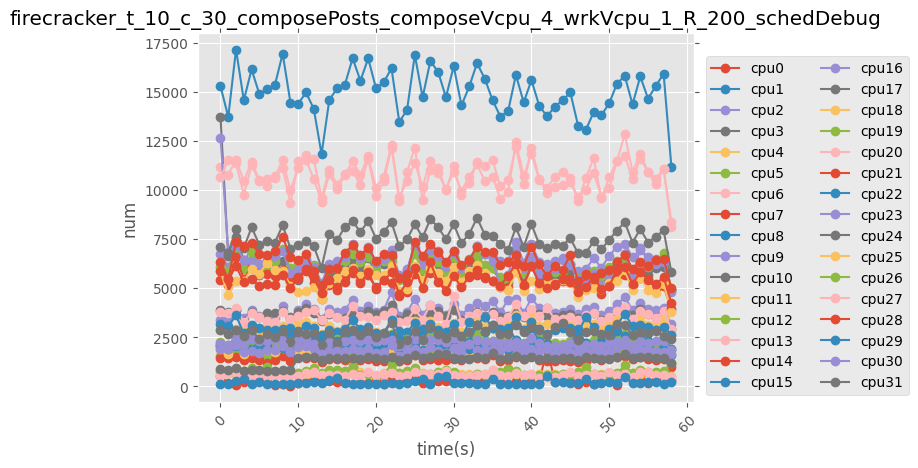 firecracker_t_10_c_30_composePosts_composeVcpu_4_wrkVcpu_1_R_200_schedDebug
17500
15000
12500
10000
7500
5000
2500
0
num
0 10 20 30 40 50 60
time(s)
cpu0 cpu16
cpu1 cpu17
cpu2 cpu18
cpu3 cpu19
cpu4 cpu20
cpu5 cpu21
cpu6 cpu22
cpu7 cpu23
cpu8 cpu24
cpu9 cpu25
cpu10 cpu26
cpu11 cpu27
cpu12 cpu28
cpu13 cpu29
cpu14 cpu30
cpu15 cpu31